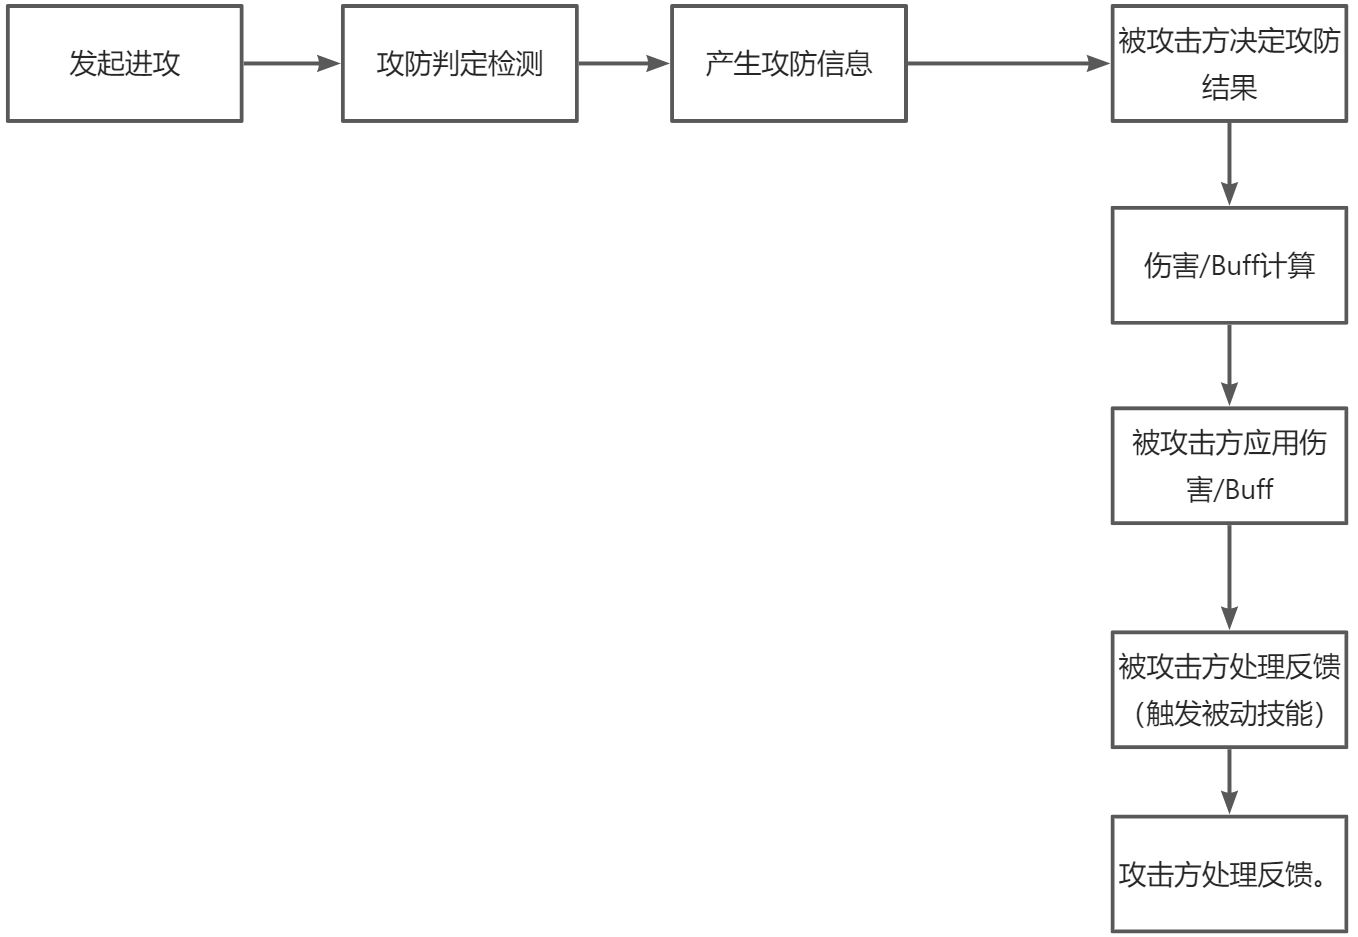 发起进攻
攻防判定检测
产生攻防信息
被攻击方决定攻防
结果
伤害/Buff计算
被攻击方应用伤
害/Buff
被攻击方处理反馈
（触发被动技能）
攻击方处理反馈。